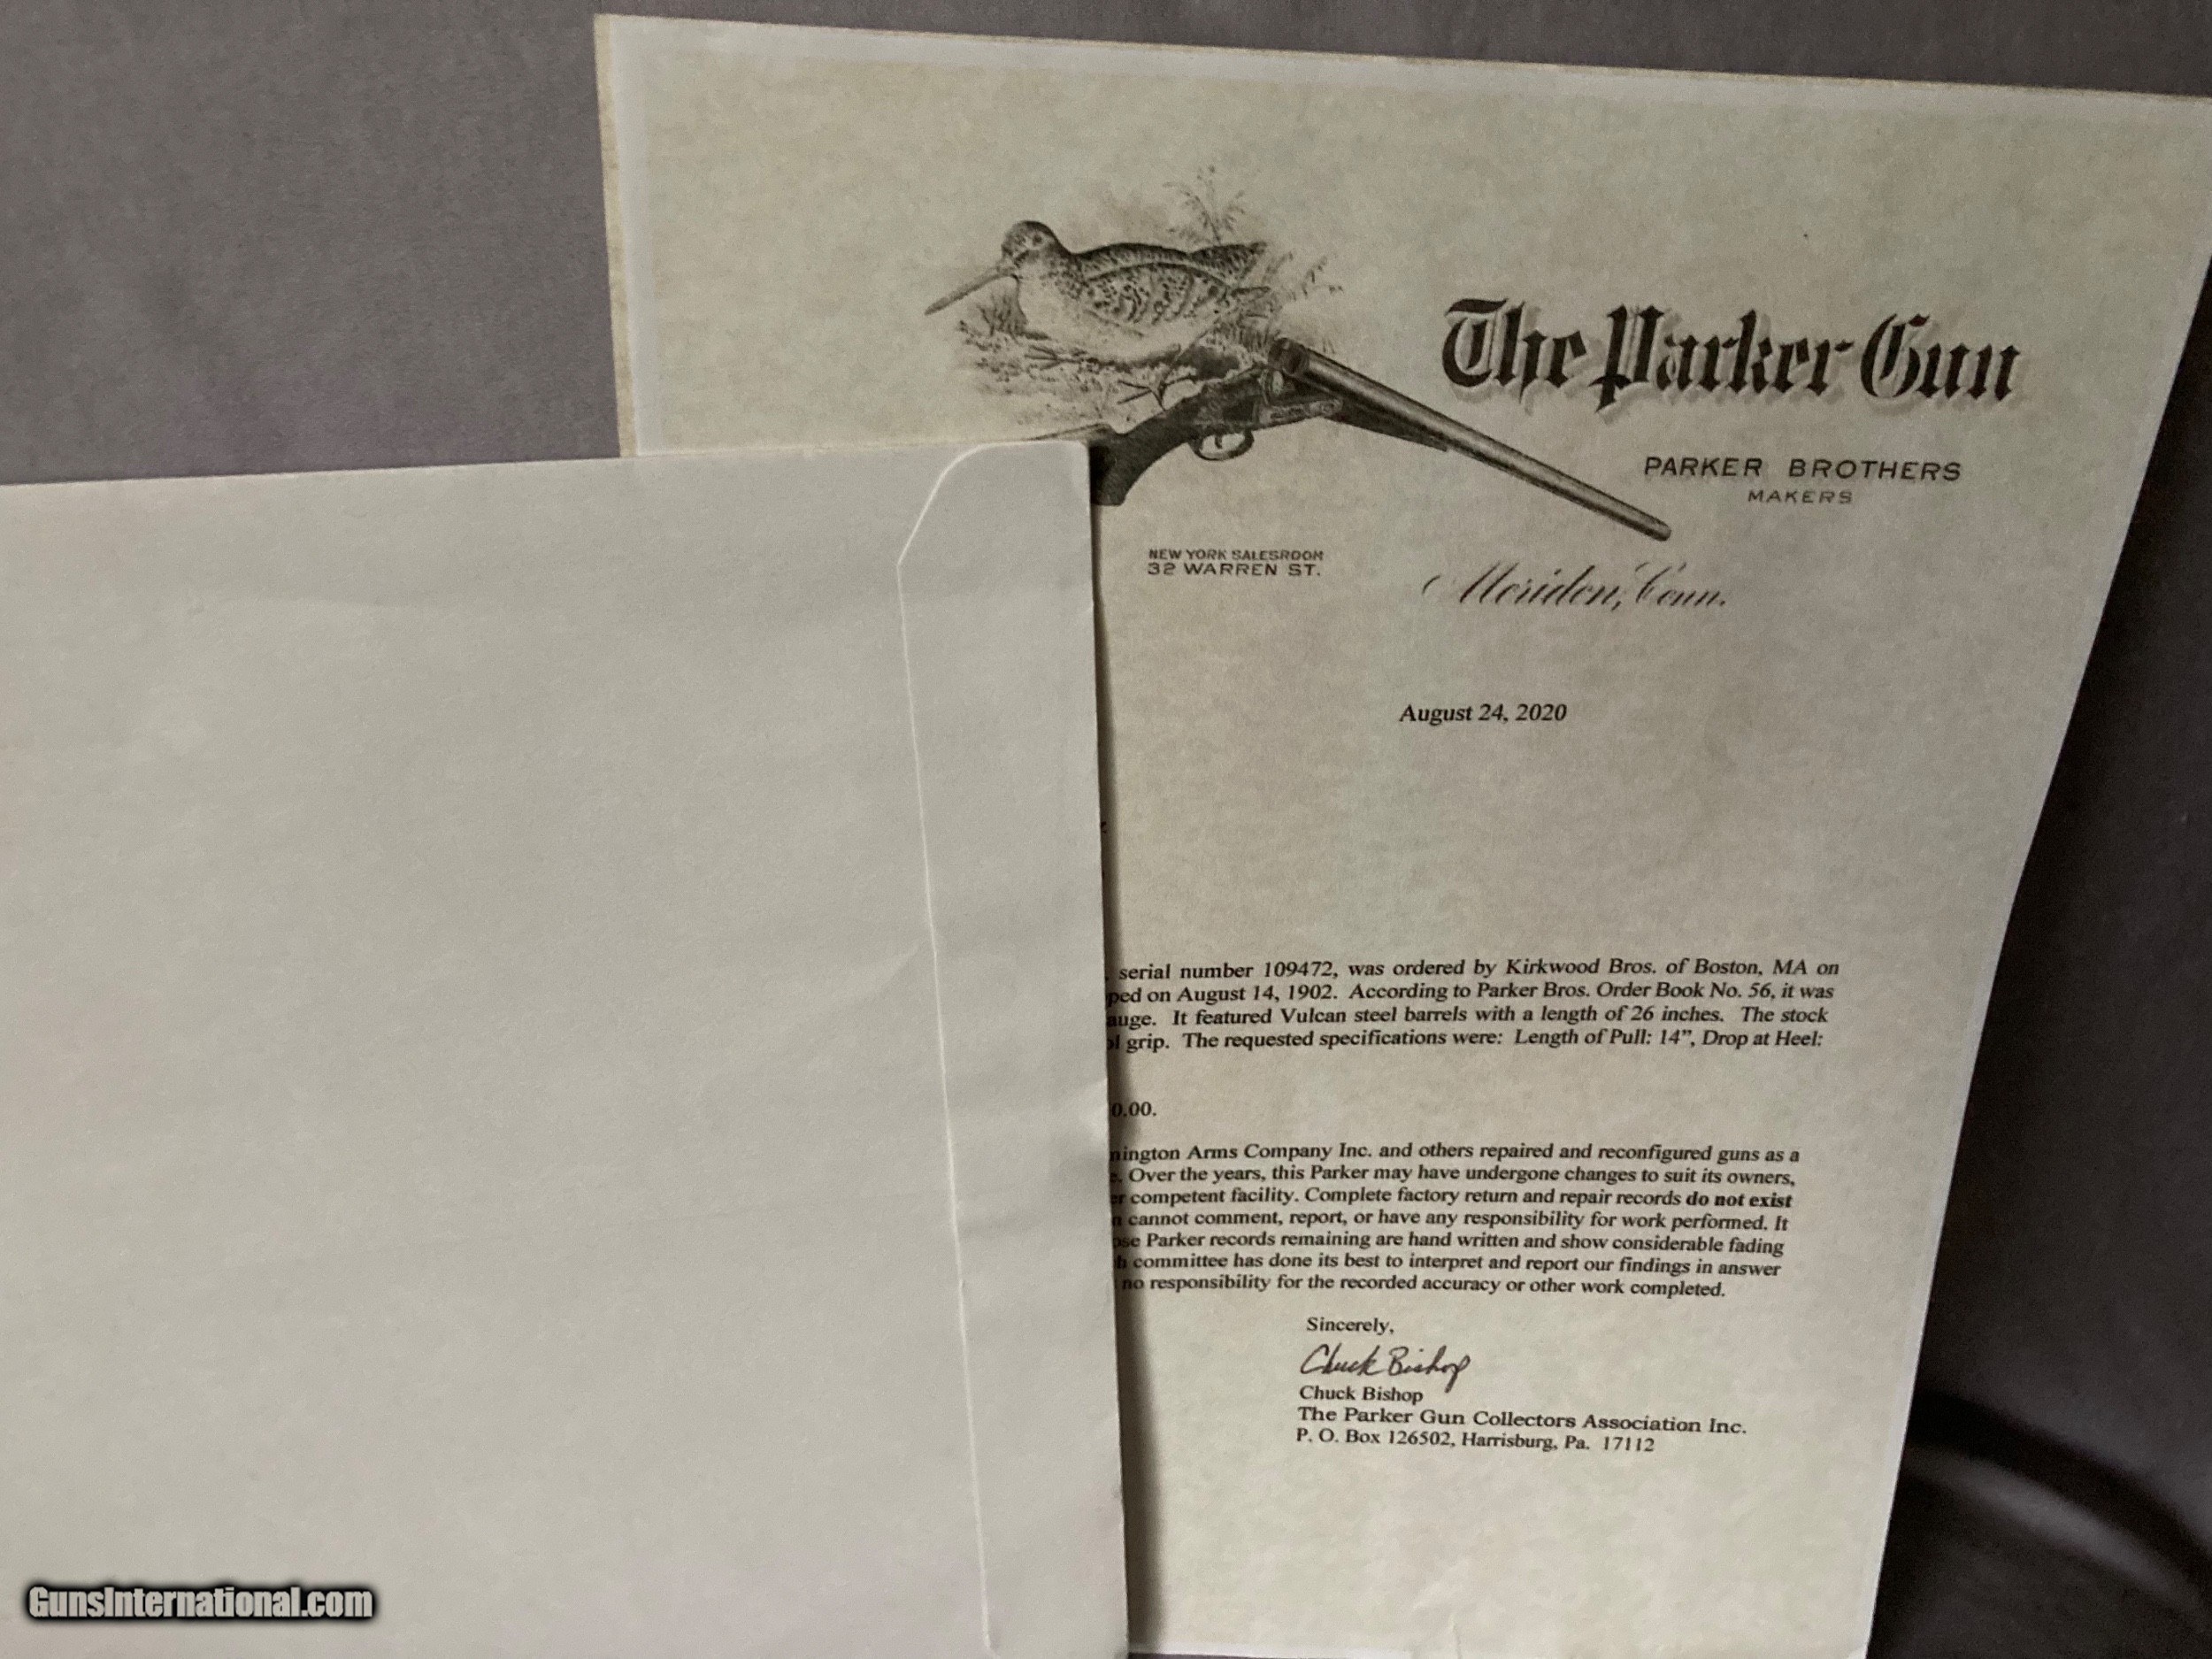 The Parker Gun
PARKER BROTHERS
MAKERS
NEW YORK SALESROOM
32 WARREN ST.
Meriden, Conn.
August 24, 2020
, serial number 109472, was ordered by Kirkwood Bros. of Boston, MA on
ped on August 14, 1902. According to Parker Bros. Order Book No. 56, it was
auge. It featured Vulcan steel barrels with a length of 26 inches. The stock
ol grip. The requested specifications were: Length of Pull: 14”, Drop at Heel:
0.00.
mington Arms Company Inc. and others repaired and reconfigured guns as a
e. Over the years, this Parker may have undergone changes to suit its owners,
er competent facility. Complete factory return and repair records do not exist
n cannot comment, report, or have any responsibility for work performed. It
ose Parker records remaining are hand written and show considerable fading
h committee has done its best to interpret and report our findings in answer
no responsibility for the recorded accuracy or other work completed.
Sincerely,
Chuck Bishop
Chuck Bishop
The Parker Gun Collectors Association Inc.
P. O. Box 126502, Harrisburg, Pa. 17112
GunsInternational.com